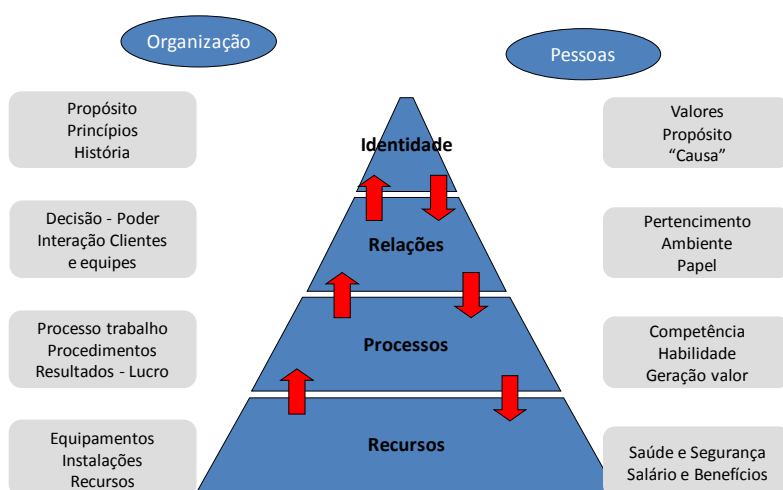 Organização
Pessoas
Propósito
Princípios
História
Identidade
Valores
Propósito
“Causa”
Decisão - Poder
Interação Clientes
e equipes
Relações
Pertencimento
Ambiente
Papel
Processo trabalho
Procedimentos
Resultados - Lucro
Processos
Competência
Habilidade
Geração valor
Equipamentos
Instalações
Recursos
Recursos
Saúde e Segurança
Salário e Benefícios